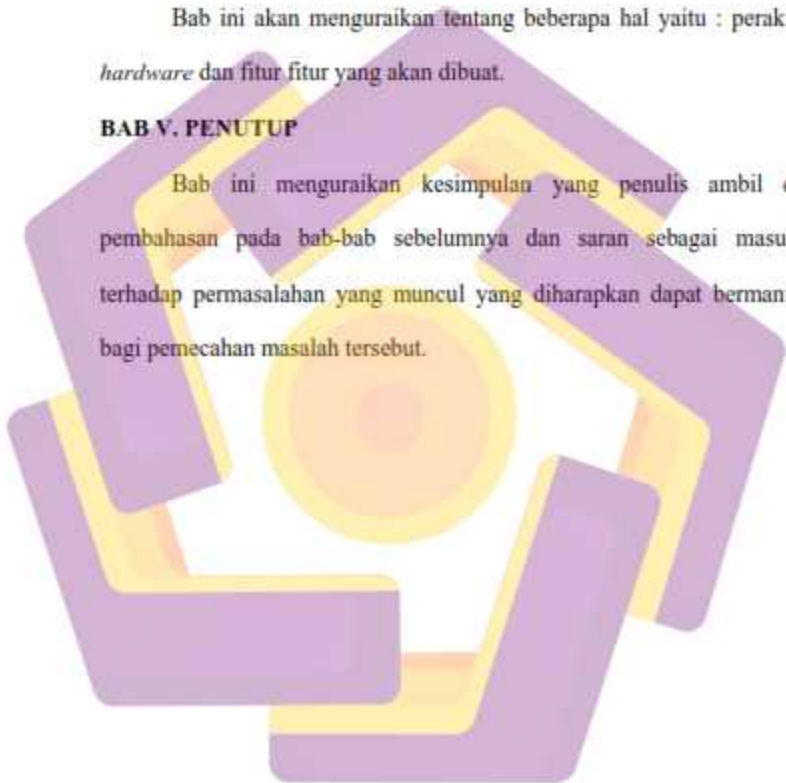 Bab ini akan menguraikan tentang beberapa hal yaitu : perak
hardware dan fitur fitur yang akan dibuat.
BAB V. PENUTUP
Bab ini menguraikan kesimpulan yang penulis ambil
pembahasan pada bab-bab sebelumnya dan saran sebagai masu
terhadap permasalahan yang muncul yang diharapkan dapat berman
bagi pemecahan masalah tersebut.